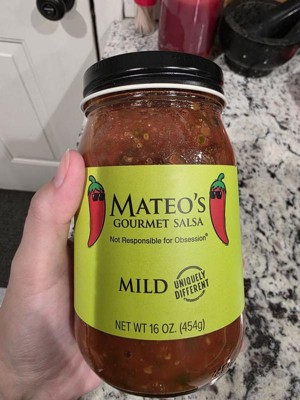 MATEO'S
GOURMET SALSA
Not Responsible for Obsession®
MILD
UNIQUELY
DIFFERENT
NET WT 16 OZ. (454g)